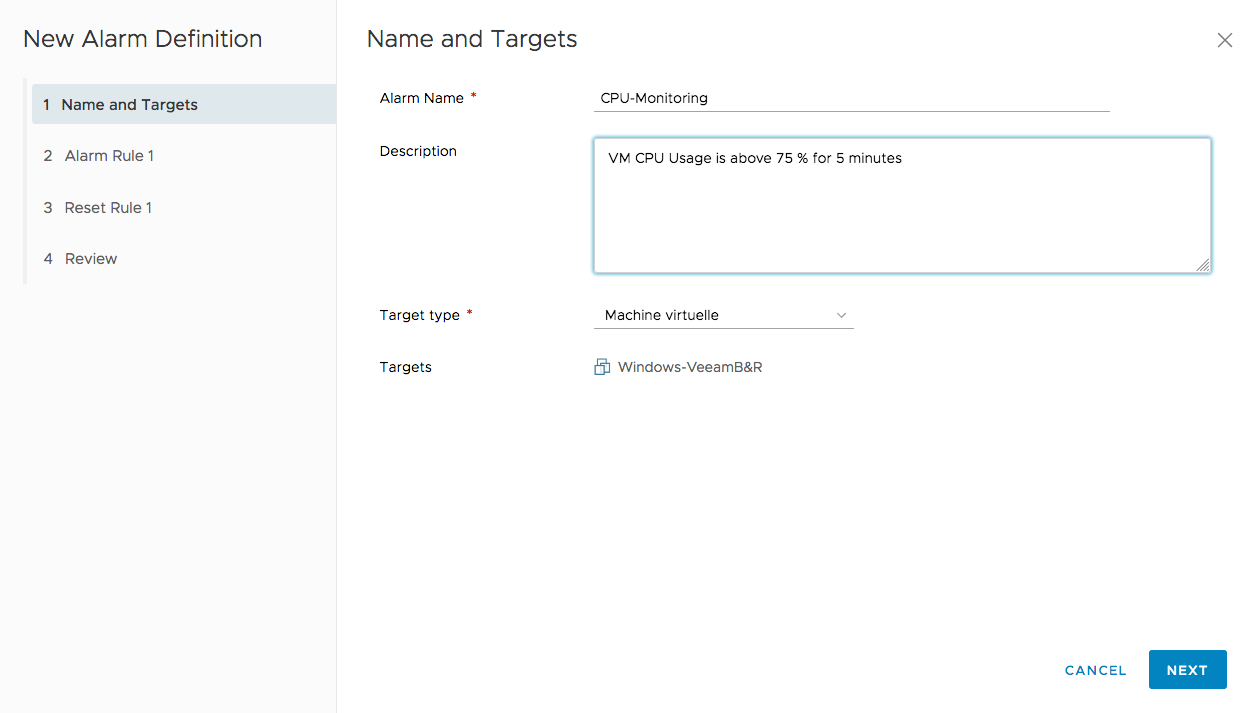 New Alarm Definition
1 Name and Targets
2 Alarm Rule 1
3 Reset Rule 1
4 Review
Name and Targets
Alarm Name * CPU-Monitoring
Description VM CPU Usage is above 75 % for 5 minutes
Target type * Machine virtuelle
Targets Windows-VeeamB&R
CANCEL NEXT